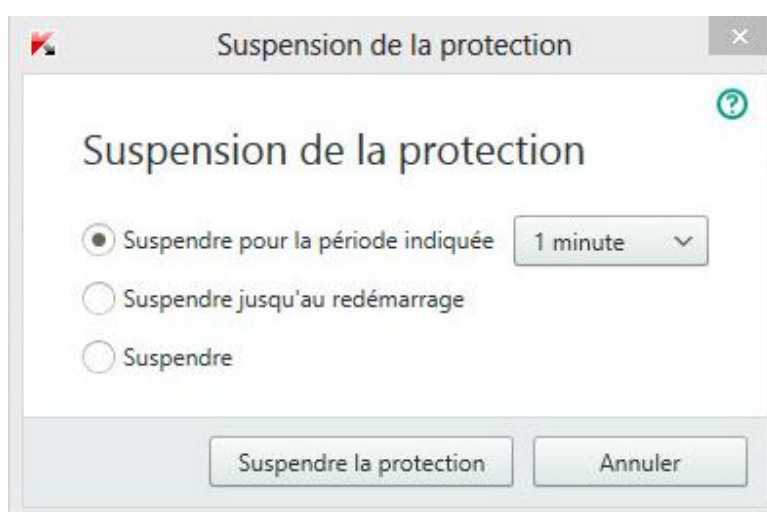 Suspension de la protection
Suspension de la protection
Suspendre pour la période indiquée 1 minute
Suspendre jusqu'au redémarrage
Suspendre
Suspendre la protection Annuler